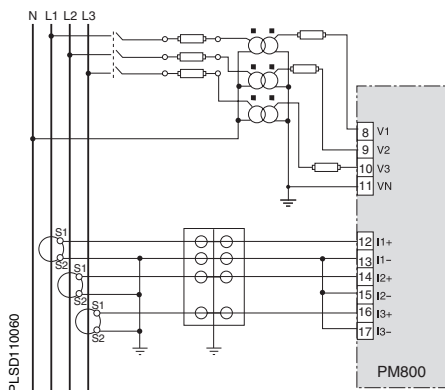 N L1 L2 L3
8 V1
9 V2
10 V3
11 VN
S1
S2
S1
S2
S1
S2
12 I1+
13 I1-
14 I2+
15 I2-
16 I3+
17 I3-
PM800
PLSD110060